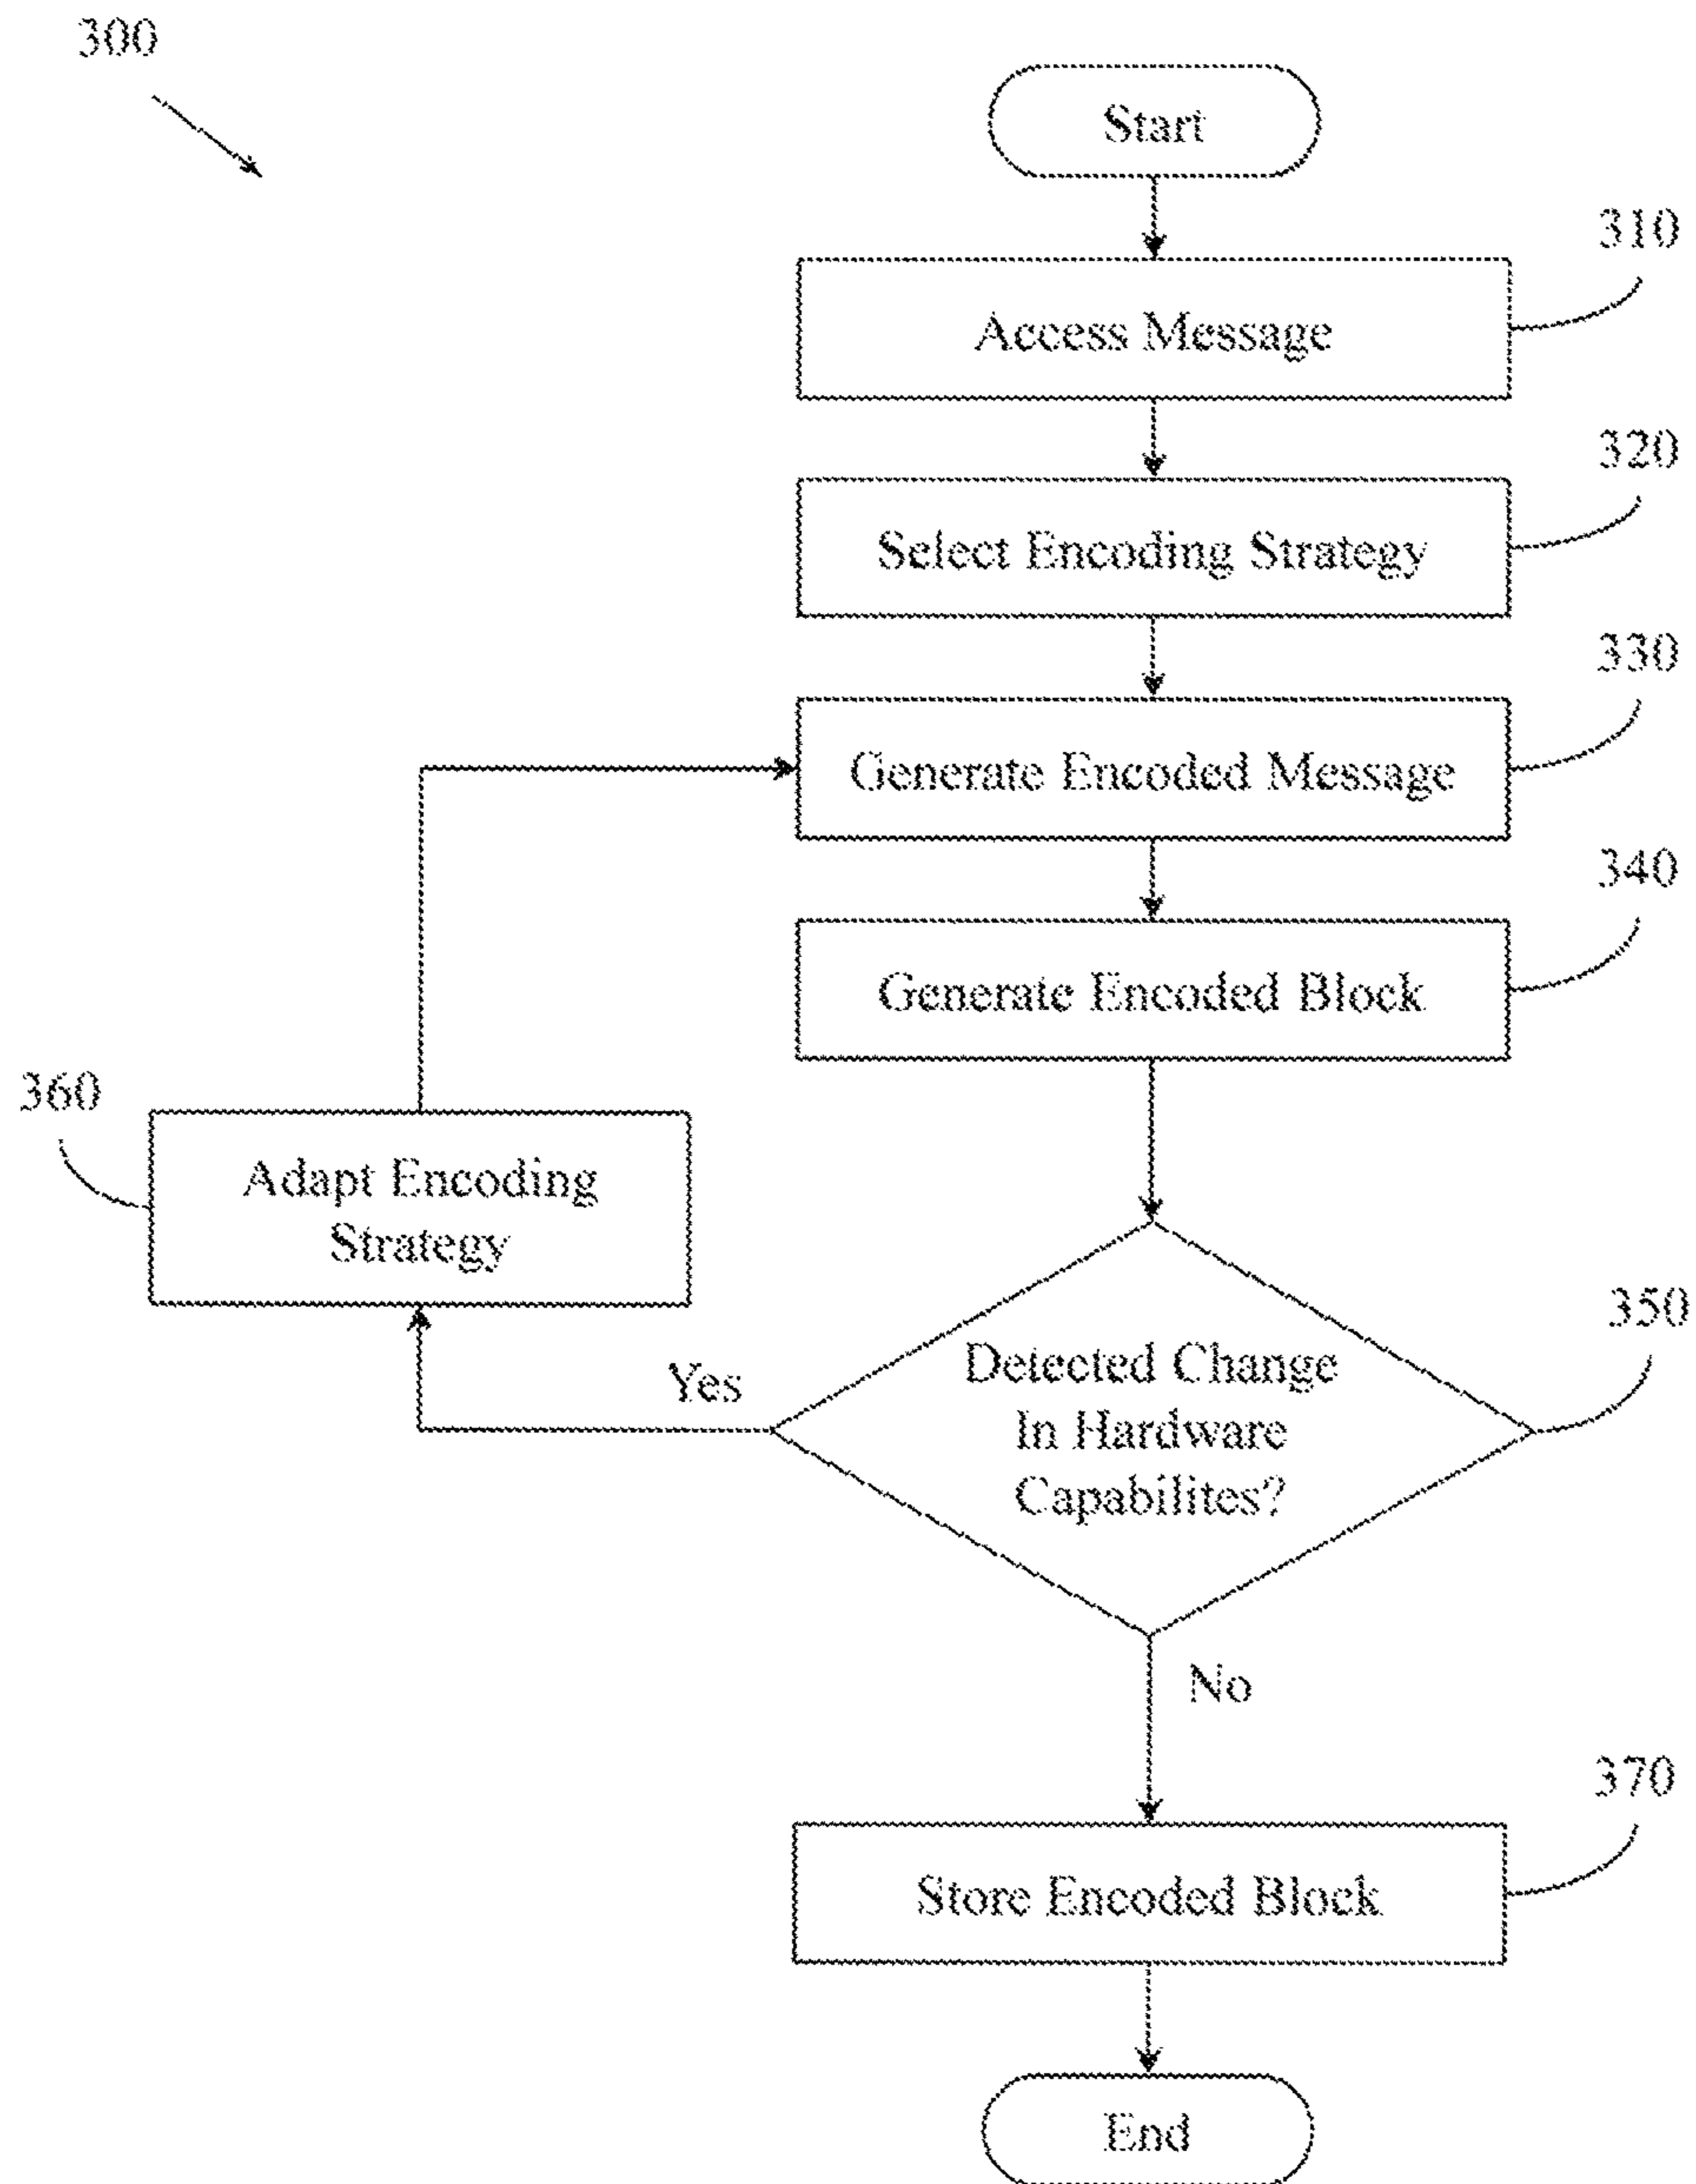 300
Start
310
Access Message
320
Select Encoding Strategy
330
Generate Encoded Message
340
Generate Encoded Block
360
Adapt Encoding
Strategy
350
Detected Change
In Hardware
Capabilites?
Yes
No
370
Store Encoded Block
End